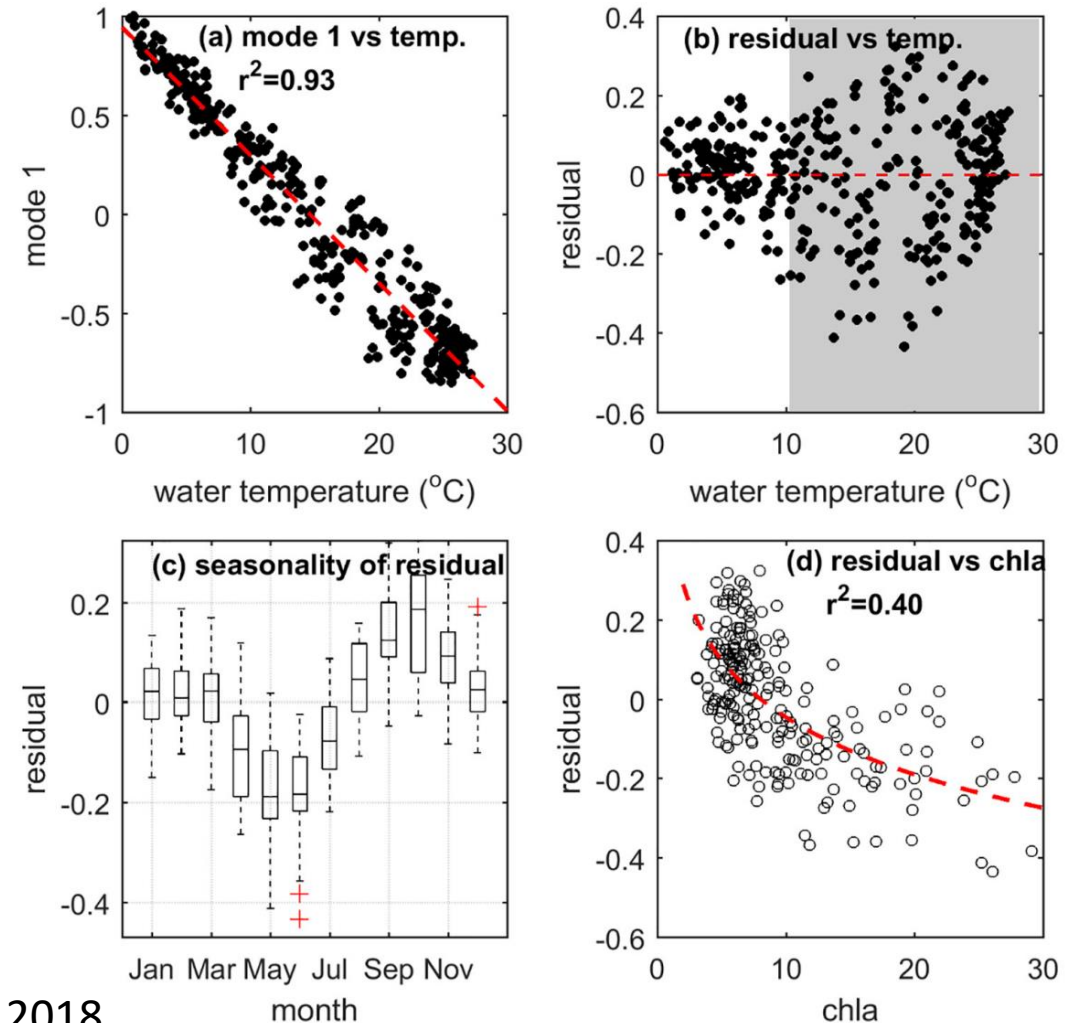 (a) mode 1 vs temp.
r²=0.93
1
0.5
0
-0.5
-1
mode 1
0 10 20 30
water temperature (°C)
(b) residual vs temp.
0.4
0.2
0
-0.2
-0.4
-0.6
residual
0 10 20 30
water temperature (°C)
(c) seasonality of residual
0.2
0
-0.2
-0.4
residual
Jan Mar May Jul Sep Nov
month
(d) residual vs chla
r²=0.40
0.4
0.2
0
-0.2
-0.4
-0.6
residual
0 10 20 30
chla
2018